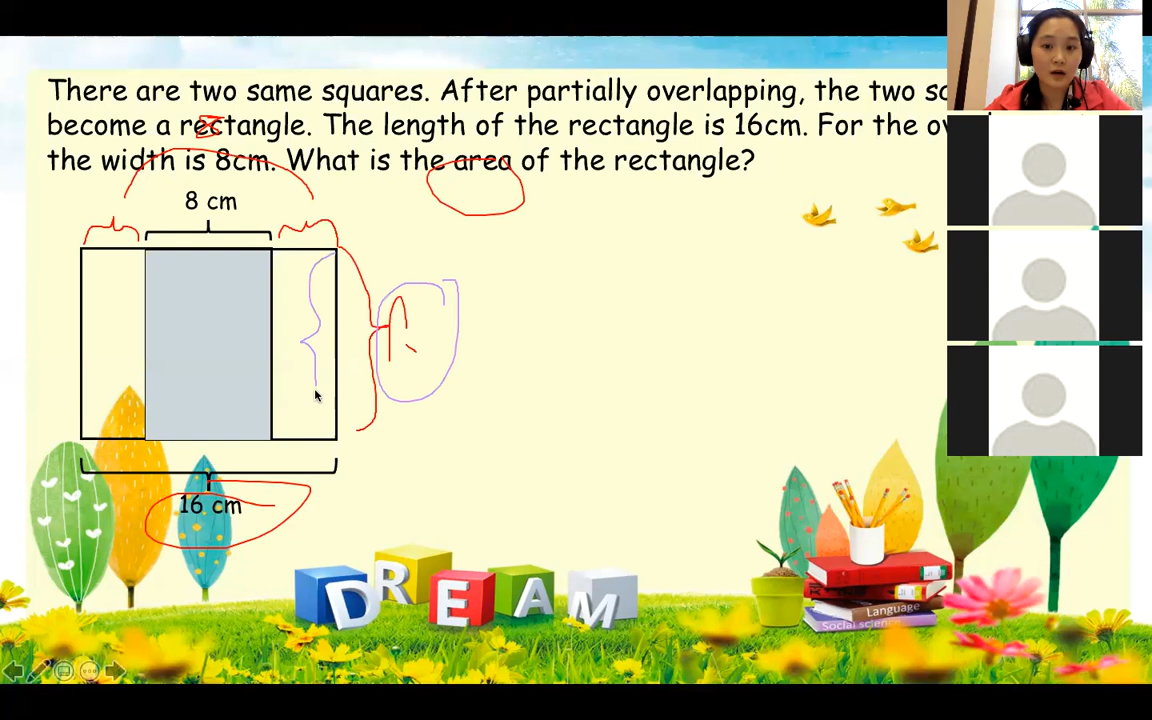 There are two same squares. After partially overlapping, the two
become a rectangle. The length of the rectangle is 16cm. For the
the width is 8cm. What is the area of the rectangle?
8 cm
16 cm
DREAM
Language
Social